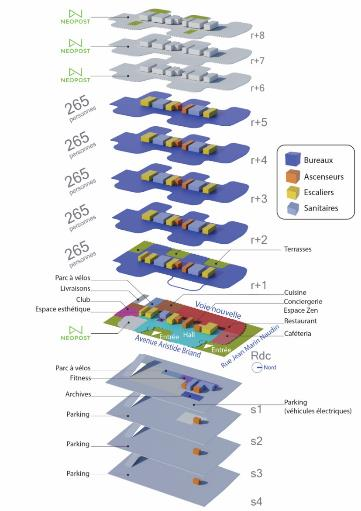 NEOPOST
r+8
NEOPOST
r+7
NEOPOST
r+6
265
personnes
r+5
265
personnes
r+4
265
personnes
r+3
265
personnes
r+2
265
personnes
r+1
Bureaux
Ascenseurs
Escaliers
Sanitaires
Terrasses
Parc à vélos
Livraisons
Club
Espace esthétique
NEOPOST
Cuisine
Conciergerie
Espace Zen
Restaurant
Cafétéria
Voie nouvelle
Entrée
Hall
Entrée
Avenue Aristide Briand
Rue Jean Marin Naudin
Rdc
Nord
Parc à vélos
Fitness
Archives
Parking
(véhicules électriques)
s1
Parking
s2
Parking
s3
Parking
s4